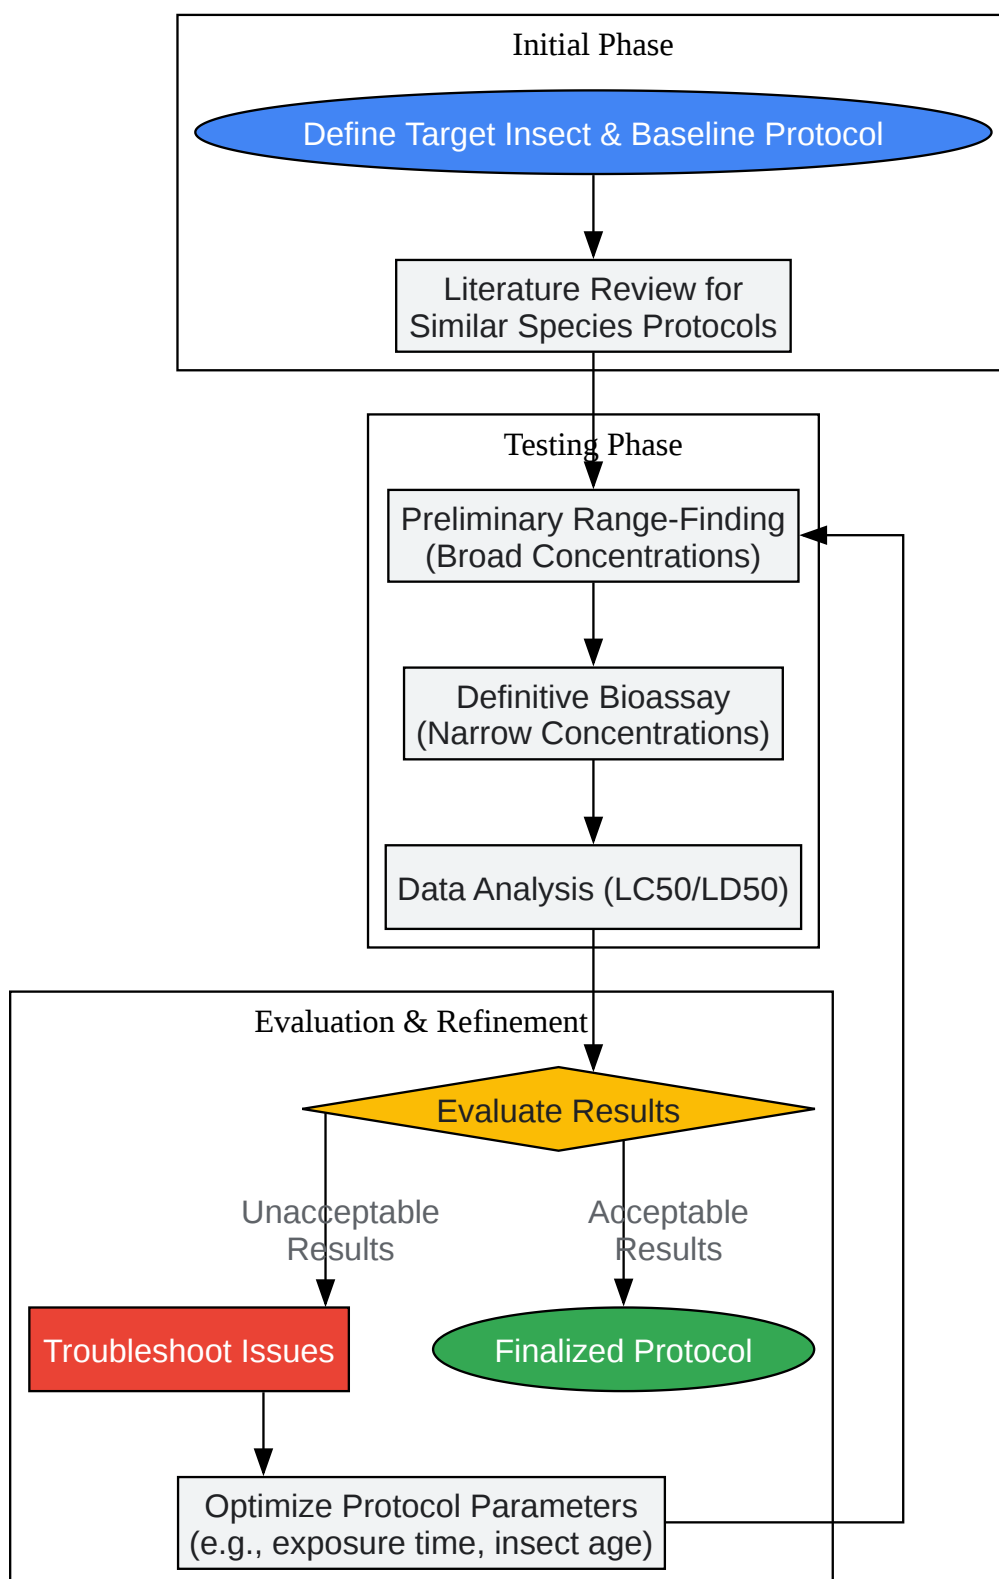 Initial Phase
Define Target Insect & Baseline Protocol
Literature Review for
Similar Species Protocols
Testing Phase
Preliminary Range-Finding
(Broad Concentrations)
Definitive Bioassay
(Narrow Concentrations)
Data Analysis (LC50/LD50)
Evaluation & Refinement
Evaluate Results
Unacceptable
Results
Acceptable
Results
Troubleshoot Issues
Finalized Protocol
Optimize Protocol Parameters
(e.g., exposure time, insect age)